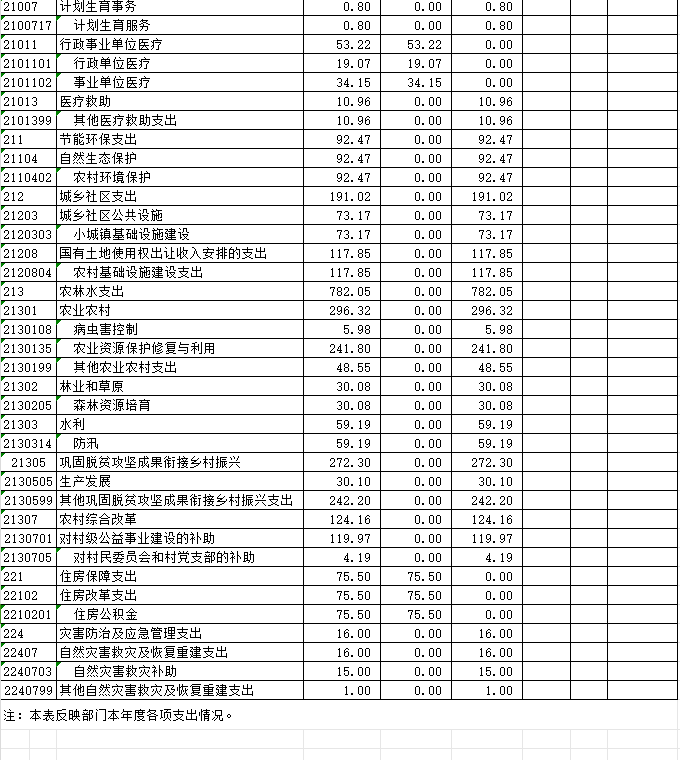 21007 计划生育事务 0.80 0.00 0.80
2100717 计划生育服务 0.80 0.00 0.80
21011 行政事业单位医疗 53.22 53.22 0.00
2101101 行政单位医疗 19.07 19.07 0.00
2101102 事业单位医疗 34.15 34.15 0.00
21013 医疗救助 10.96 0.00 10.96
2101399 其他医疗救助支出 10.96 0.00 10.96
211 节能环保支出 92.47 0.00 92.47
21104 自然生态保护 92.47 0.00 92.47
2110402 农村环境保护 92.47 0.00 92.47
212 城乡社区支出 191.02 0.00 191.02
21203 城乡社区公共设施 73.17 0.00 73.17
2120303 小城镇基础设施建设 73.17 0.00 73.17
21208 国有土地使用权出让收入安排的支出 117.85 0.00 117.85
2120804 农村基础设施建设支出 117.85 0.00 117.85
213 农林水支出 782.05 0.00 782.05
21301 农业农村 296.32 0.00 296.32
2130108 病虫害控制 5.98 0.00 5.98
2130135 农业资源保护修复与利用 241.80 0.00 241.80
2130199 其他农业农村支出 48.55 0.00 48.55
21302 林业和草原 30.08 0.00 30.08
2130205 森林资源培育 30.08 0.00 30.08
21303 水利 59.19 0.00 59.19
2130314 防汛 59.19 0.00 59.19
21305 巩固脱贫攻坚成果衔接乡村振兴 272.30 0.00 272.30
2130505 生产发展 30.10 0.00 30.10
2130599 其他巩固脱贫攻坚成果衔接乡村振兴支出 242.20 0.00 242.20
21307 农村综合改革 124.16 0.00 124.16
2130701 对村级公益事业建设的补助 119.97 0.00 119.97
2130705 对村民委员会和村党支部的补助 4.19 0.00 4.19
221 住房保障支出 75.50 75.50 0.00
22102 住房改革支出 75.50 75.50 0.00
2210201 住房公积金 75.50 75.50 0.00
224 灾害防治及应急管理支出 16.00 0.00 16.00
22407 自然灾害救灾及恢复重建支出 16.00 0.00 16.00
2240703 自然灾害救灾补助 15.00 0.00 15.00
2240799 其他自然灾害救灾及恢复重建支出 1.00 0.00 1.00
注：本表反映部门本年度各项支出情况。